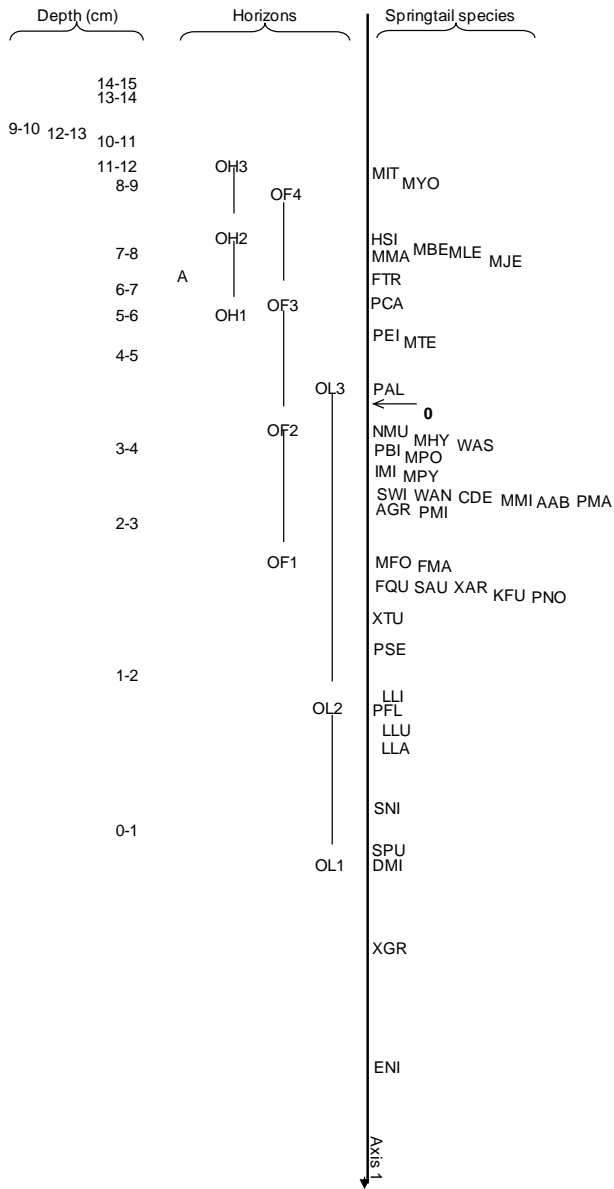 Depth (cm) Horizons Springtail species
14-15
13-14
9-10 12-13 10-11
11-12 OH3 MIT
8-9 OF4 MYO
OH2 HSI
7-8 MMA MBE MLE MJE
A FTR
6-7 OF3 PCA
5-6 OH1
PEI MTE
4-5
OL3 PAL
0
OF2 NMU MHY WAS
3-4 PBI MPO
IMI MPY
SWI WAN CDE MMI AAB PMA
AGR PMI
2-3
OF1 MFO FMA
FQU SAU XAR KFU PNO
XTU
PSE
1-2
LLI
OL2 PFL
LLU
LLA
SNI
0-1
SPU
OL1 DMI
XGR
ENI
Axis 1